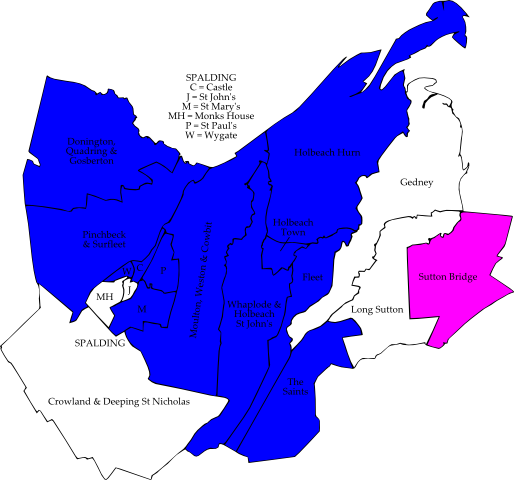 SPALDING
C = Castle
J = St John's
M = St Mary's
MH = Monks House
P = St Paul's
W = Wygate
Donington,
Quadring &
Gosberton
Holbeach Hurn
Gedney
Holbeach
Town
Pinchbeck
& Surfleet
Moulton, Weston & Cowbit
Fleet
Sutton Bridge
W
C
P
J
MH
M
Whaplode &
Holbeach
St John's
Long Sutton
SPALDING
The
Saints
Crowland & Deeping St Nicholas